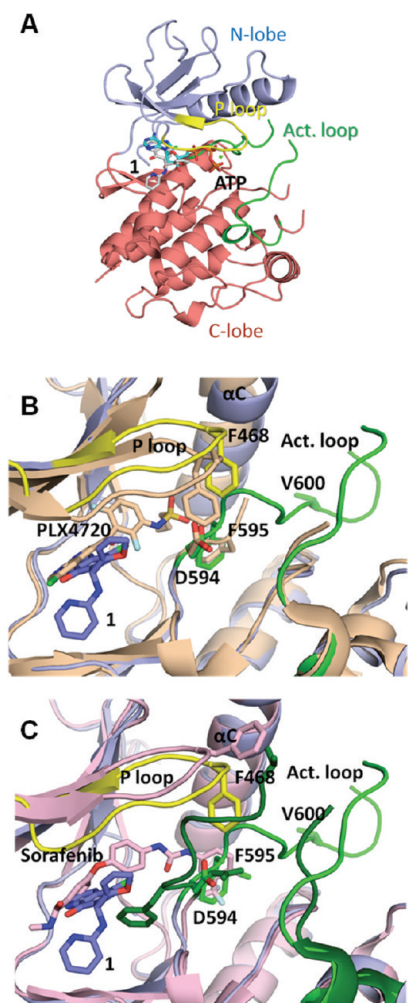 A
N-lobe
P loop
Act. loop
1
ATP
C-lobe
B
αC
F468
P loop
Act. loop
V600
PLX4720
F595
D594
1
C
αC
F468
P loop
Act. loop
V600
Sorafenib
F595
D594
1